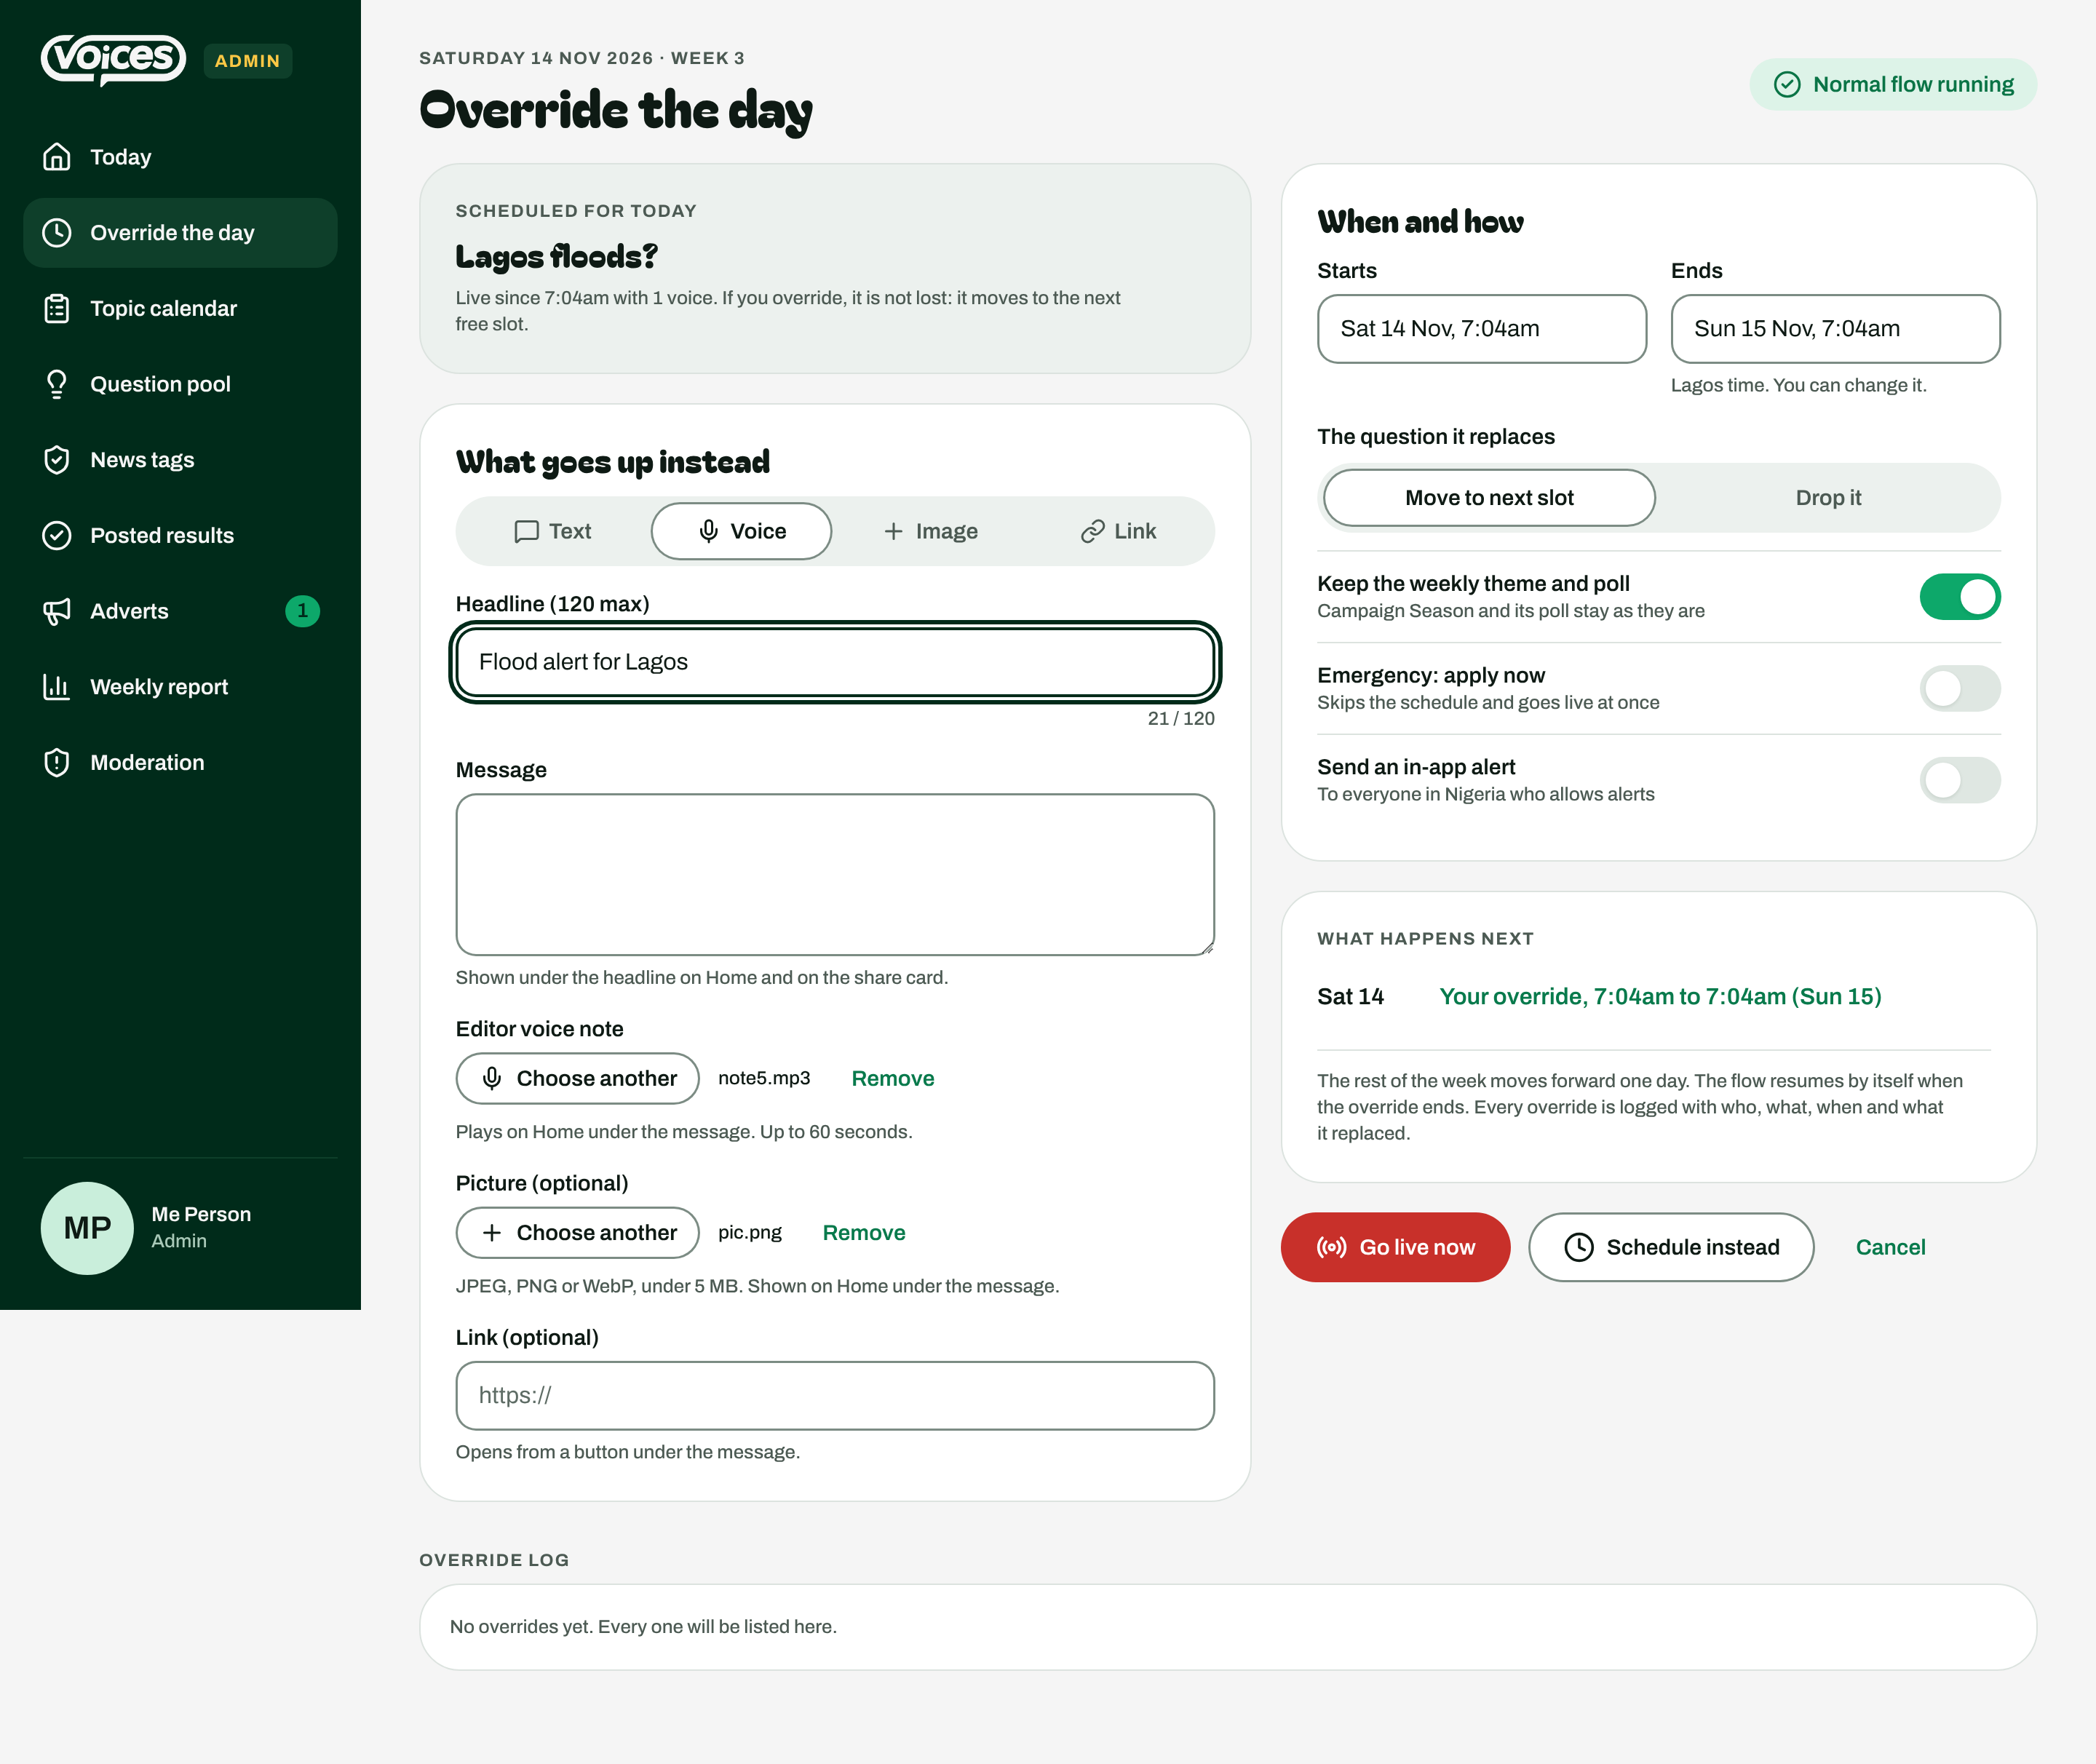 Voices
ADMIN
Today
Override the day
Topic calendar
Question pool
News tags
Posted results
Adverts 1
Weekly report
Moderation
MP
Me Person
Admin
SATURDAY 14 NOV 2026 · WEEK 3
Override the day
Normal flow running
SCHEDULED FOR TODAY
Lagos floods?
Live since 7:04am with 1 voice. If you override, it is not lost: it moves to the next
free slot.
What goes up instead
Text Voice Image Link
Headline (120 max)
Flood alert for Lagos
21 / 120
Message
Shown under the headline on Home and on the share card.
Editor voice note
Choose another note5.mp3 Remove
Plays on Home under the message. Up to 60 seconds.
Picture (optional)
Choose another pic.png Remove
JPEG, PNG or WebP, under 5 MB. Shown on Home under the message.
Link (optional)
https://
Opens from a button under the message.
When and how
Starts Ends
Sat 14 Nov, 7:04am Sun 15 Nov, 7:04am
Lagos time. You can change it.
The question it replaces
Move to next slot Drop it
Keep the weekly theme and poll
Campaign Season and its poll stay as they are
Emergency: apply now
Skips the schedule and goes live at once
Send an in-app alert
To everyone in Nigeria who allows alerts
WHAT HAPPENS NEXT
Sat 14 Your override, 7:04am to 7:04am (Sun 15)
The rest of the week moves forward one day. The flow resumes by itself when
the override ends. Every override is logged with who, what, when and what
it replaced.
Go live now Schedule instead Cancel
OVERRIDE LOG
No overrides yet. Every one will be listed here.